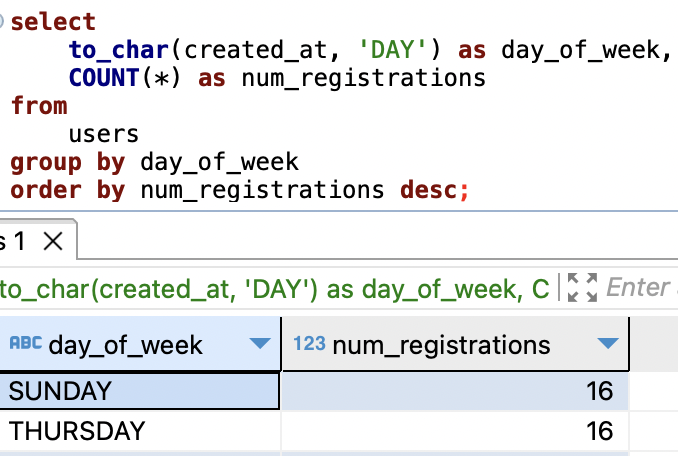 select
to_char(created_at, 'DAY') as day_of_week,
COUNT(*) as num_registrations
from
users
group by day_of_week
order by num_registrations desc;
s 1
to_char(created_at, 'DAY') as day_of_week, C
Enter
ABC day_of_week
123 num_registrations
SUNDAY 16
THURSDAY 16